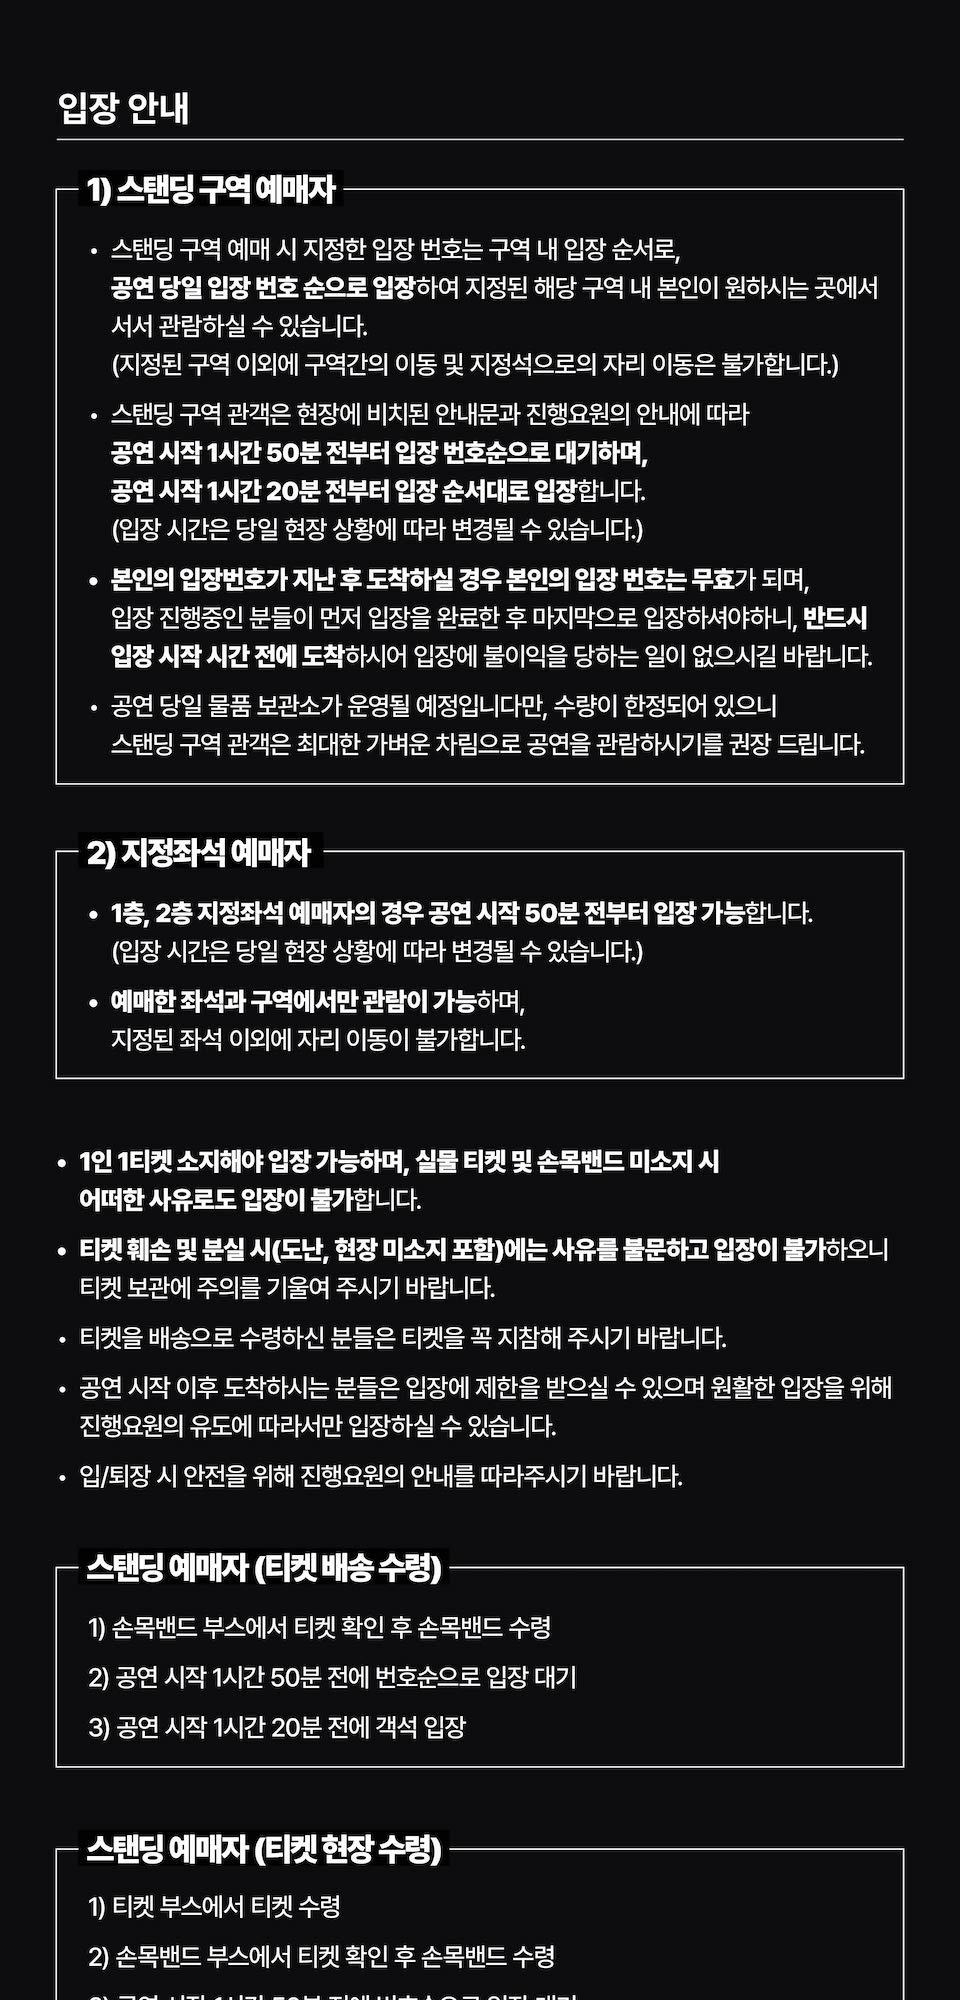 입장 안내
1) 스탠딩 구역 예매자
• 스탠딩 구역 예매 시 지정한 입장 번호는 구역 내 입장 순서로,
공연 당일 입장 번호 순으로 입장하여 지정된 해당 구역 내 본인이 원하시는 곳에서
서서 관람하실 수 있습니다.
(지정된 구역 이외에 구역간의 이동 및 지정석으로의 자리 이동은 불가합니다.)
• 스탠딩 구역 관객은 현장에 비치된 안내문과 진행요원의 안내에 따라
공연 시작 1시간 50분 전부터 입장 번호순으로 대기하며,
공연 시작 1시간 20분 전부터 입장 순서대로 입장합니다.
(입장 시간은 당일 현장 상황에 따라 변경될 수 있습니다.)
• 본인의 입장번호가 지난 후 도착하실 경우 본인의 입장 번호는 무효가 되며,
입장 진행중인 분들이 먼저 입장을 완료한 후 마지막으로 입장하셔야하니, 반드시
입장 시작 시간 전에 도착하시어 입장에 불이익을 당하는 일이 없으시길 바랍니다.
• 공연 당일 물품 보관소가 운영될 예정입니다만, 수량이 한정되어 있으니
스탠딩 구역 관객은 최대한 가벼운 차림으로 공연을 관람하시기를 권장 드립니다.
2) 지정좌석 예매자
• 1층, 2층 지정좌석 예매자의 경우 공연 시작 50분 전부터 입장 가능합니다.
(입장 시간은 당일 현장 상황에 따라 변경될 수 있습니다.)
• 예매한 좌석과 구역에서만 관람이 가능하며,
지정된 좌석 이외에 자리 이동이 불가합니다.
• 1인 1티켓 소지해야 입장 가능하며, 실물 티켓 및 손목밴드 미소지 시
어떠한 사유로도 입장이 불가합니다.
• 티켓 훼손 및 분실 시(도난, 현장 미소지 포함)에는 사유를 불문하고 입장이 불가하오니
티켓 보관에 주의를 기울여 주시기 바랍니다.
• 티켓을 배송으로 수령하신 분들은 티켓을 꼭 지참해 주시기 바랍니다.
• 공연 시작 이후 도착하시는 분들은 입장에 제한을 받으실 수 있으며 원활한 입장을 위해
진행요원의 유도에 따라서만 입장하실 수 있습니다.
• 입/퇴장 시 안전을 위해 진행요원의 안내를 따라주시기 바랍니다.
스탠딩 예매자 (티켓 배송 수령)
1) 손목밴드 부스에서 티켓 확인 후 손목밴드 수령
2) 공연 시작 1시간 50분 전에 번호순으로 입장 대기
3) 공연 시작 1시간 20분 전에 객석 입장
스탠딩 예매자 (티켓 현장 수령)
1) 티켓 부스에서 티켓 수령
2) 손목밴드 부스에서 티켓 확인 후 손목밴드 수령